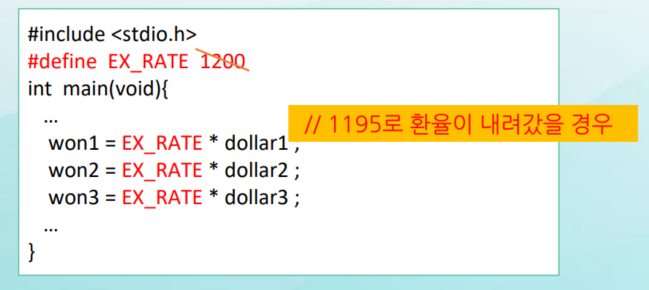 #include <stdio.h>
#define EX_RATE 1200
int main(void){
...
// 1195로 환율이 내려갔을 경우
won1 = EX_RATE * dollar1 ;
won2 = EX_RATE * dollar2 ;
won3 = EX_RATE * dollar3 ;
...
}